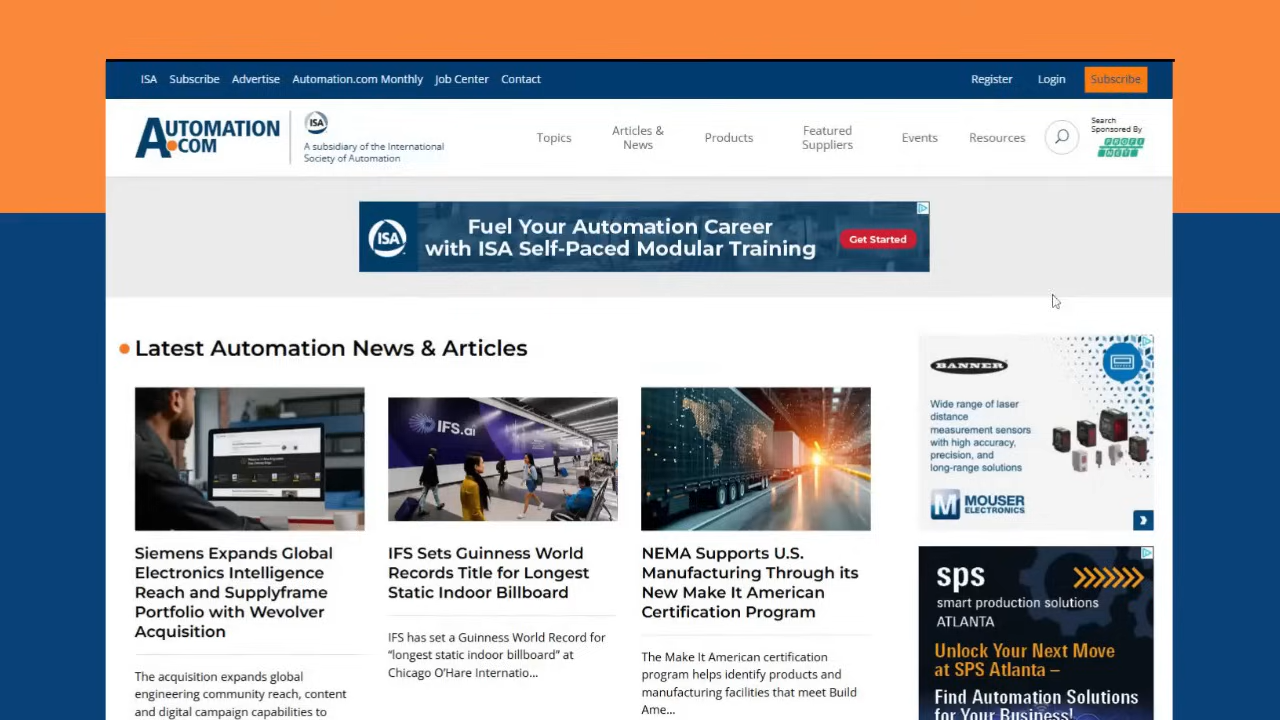 ISA Subscribe Advertise Automation.com Monthly Job Center Contact Register Login Subscribe
AUTOMATION
.COM
ISA
A subsidiary of the International
Society of Automation
Topics
Articles &
News
Products
Featured
Suppliers
Events
Resources
Search
Sponsored By
PROFI
NET
ISA
Fuel Your Automation Career
with ISA Self-Paced Modular Training
Get Started
Latest Automation News & Articles
Siemens Expands Global
Electronics Intelligence
Reach and Supplyframe
Portfolio with Wevolver
Acquisition
The acquisition expands global
engineering community reach, content
and digital campaign capabilities to
IFS.ai
IFS Sets Guinness World
Records Title for Longest
Static Indoor Billboard
IFS has set a Guinness World Record for
“longest static indoor billboard” at
Chicago O’Hare Internatio...
NEMA Supports U.S.
Manufacturing Through its
New Make It American
Certification Program
The Make It American certification
program helps identify products and
manufacturing facilities that meet Build
Ame...
BANNER
Wide range of laser
distance
measurement sensors
with high accuracy,
precision, and
long-range solutions
M MOUSER
ELECTRONICS
sps
smart production solutions
ATLANTA
Unlock Your Next Move
at SPS Atlanta –
Find Automation Solutions
for Your Business!